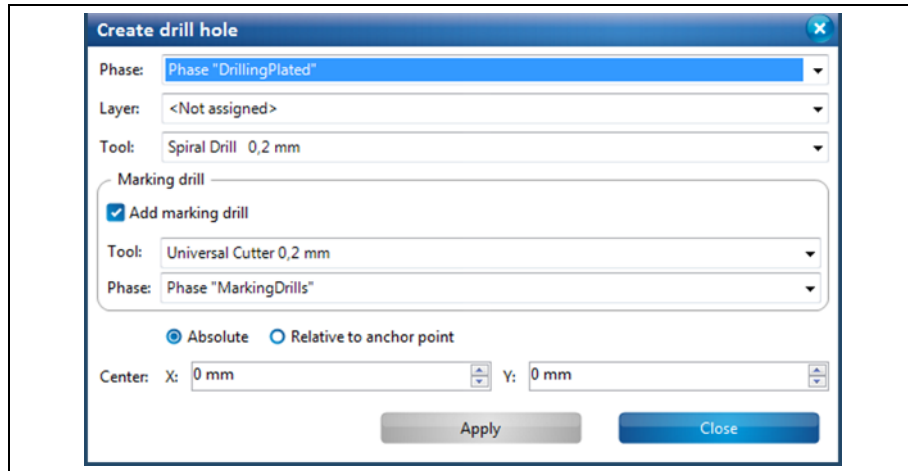 Create drill hole
Phase: Phase "DrillingPlated"
Layer: <Not assigned>
Tool: Spiral Drill 0,2 mm
Marking drill
Add marking drill
Tool: Universal Cutter 0,2 mm
Phase: Phase "MarkingDrills"
Absolute Relative to anchor point
Center: X: 0 mm Y: 0 mm
Apply Close